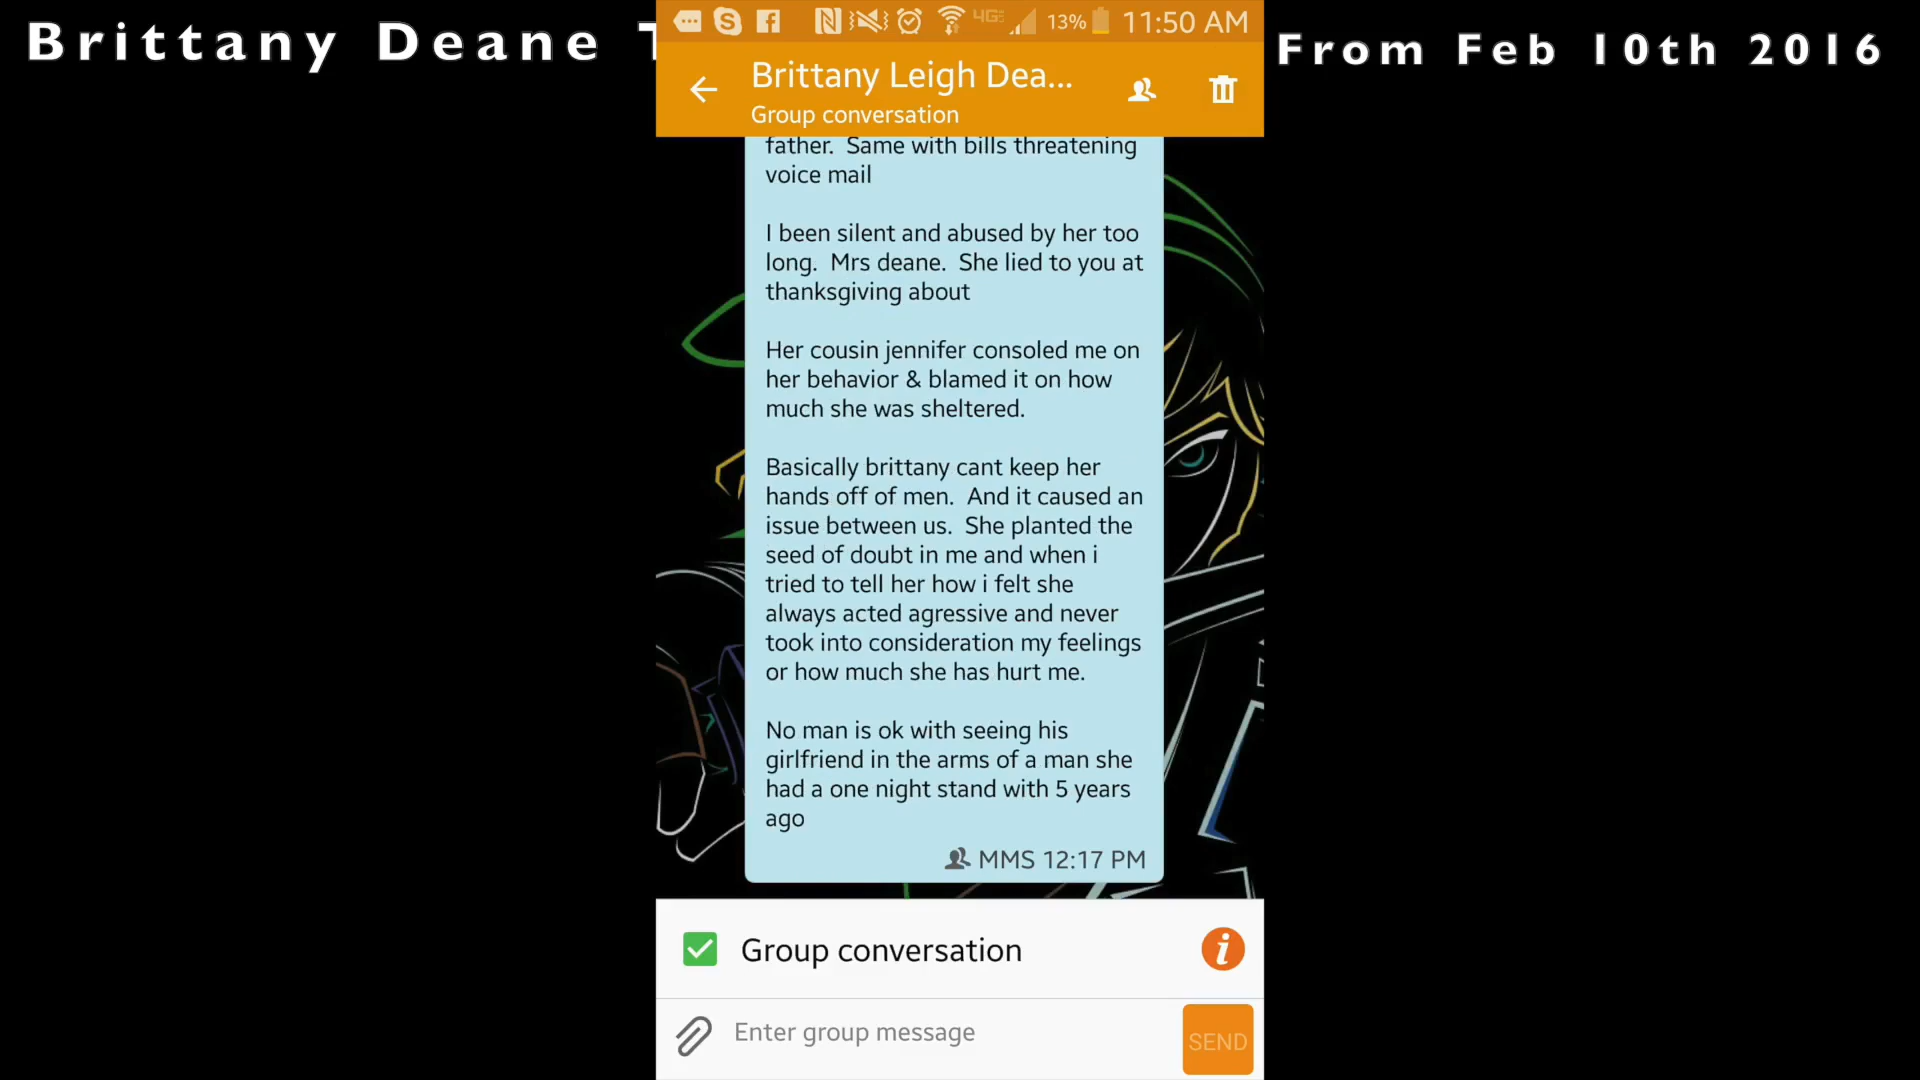 Brittany Deane
From Feb 10th 2016
4G 13% 11:50 AM
Brittany Leigh Dea...
Group conversation
father. Same with bills threatening
voice mail
I been silent and abused by her too
long. Mrs deane. She lied to you at
thanksgiving about
Her cousin jennifer consoled me on
her behavior & blamed it on how
much she was sheltered.
Basically brittany cant keep her
hands off of men. And it caused an
issue between us. She planted the
seed of doubt in me and when i
tried to tell her how i felt she
always acted agressive and never
took into consideration my feelings
or how much she has hurt me.
No man is ok with seeing his
girlfriend in the arms of a man she
had a one night stand with 5 years
ago
MMS 12:17 PM
Group conversation
Enter group message
SEND